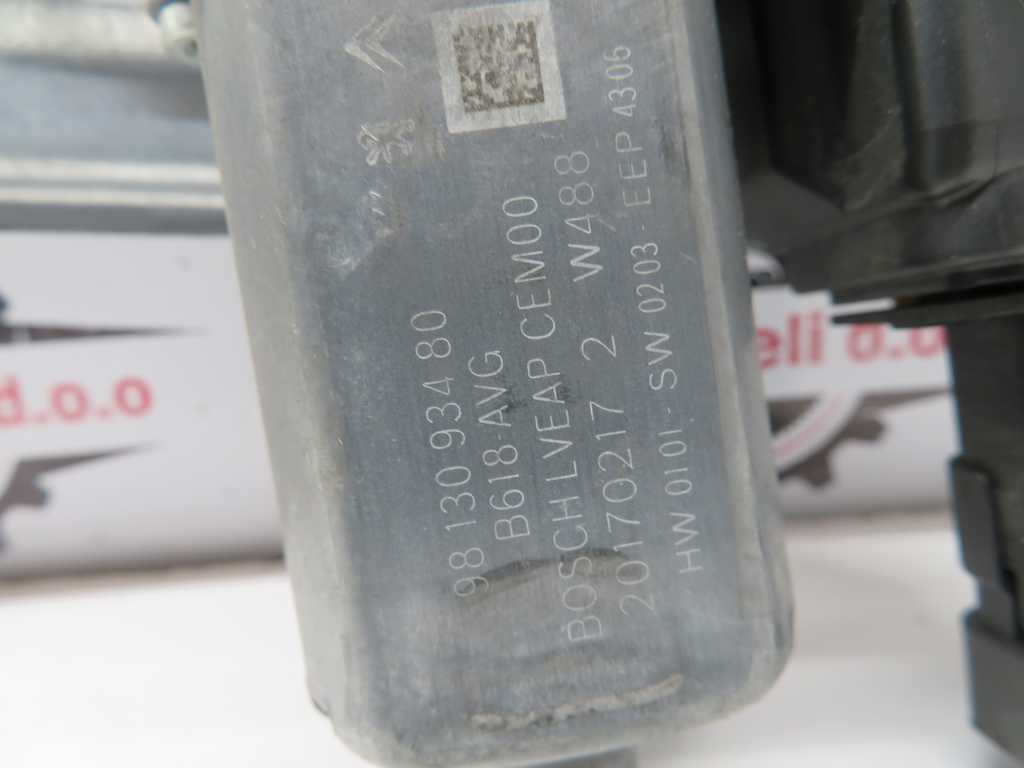 98 130 934 80
B618-AVG
BOSCH LVEAP CEM00
20170217 2 W488
HW 0101 - SW 0203 - EEP 4306
d.o.o
eli d.o.o